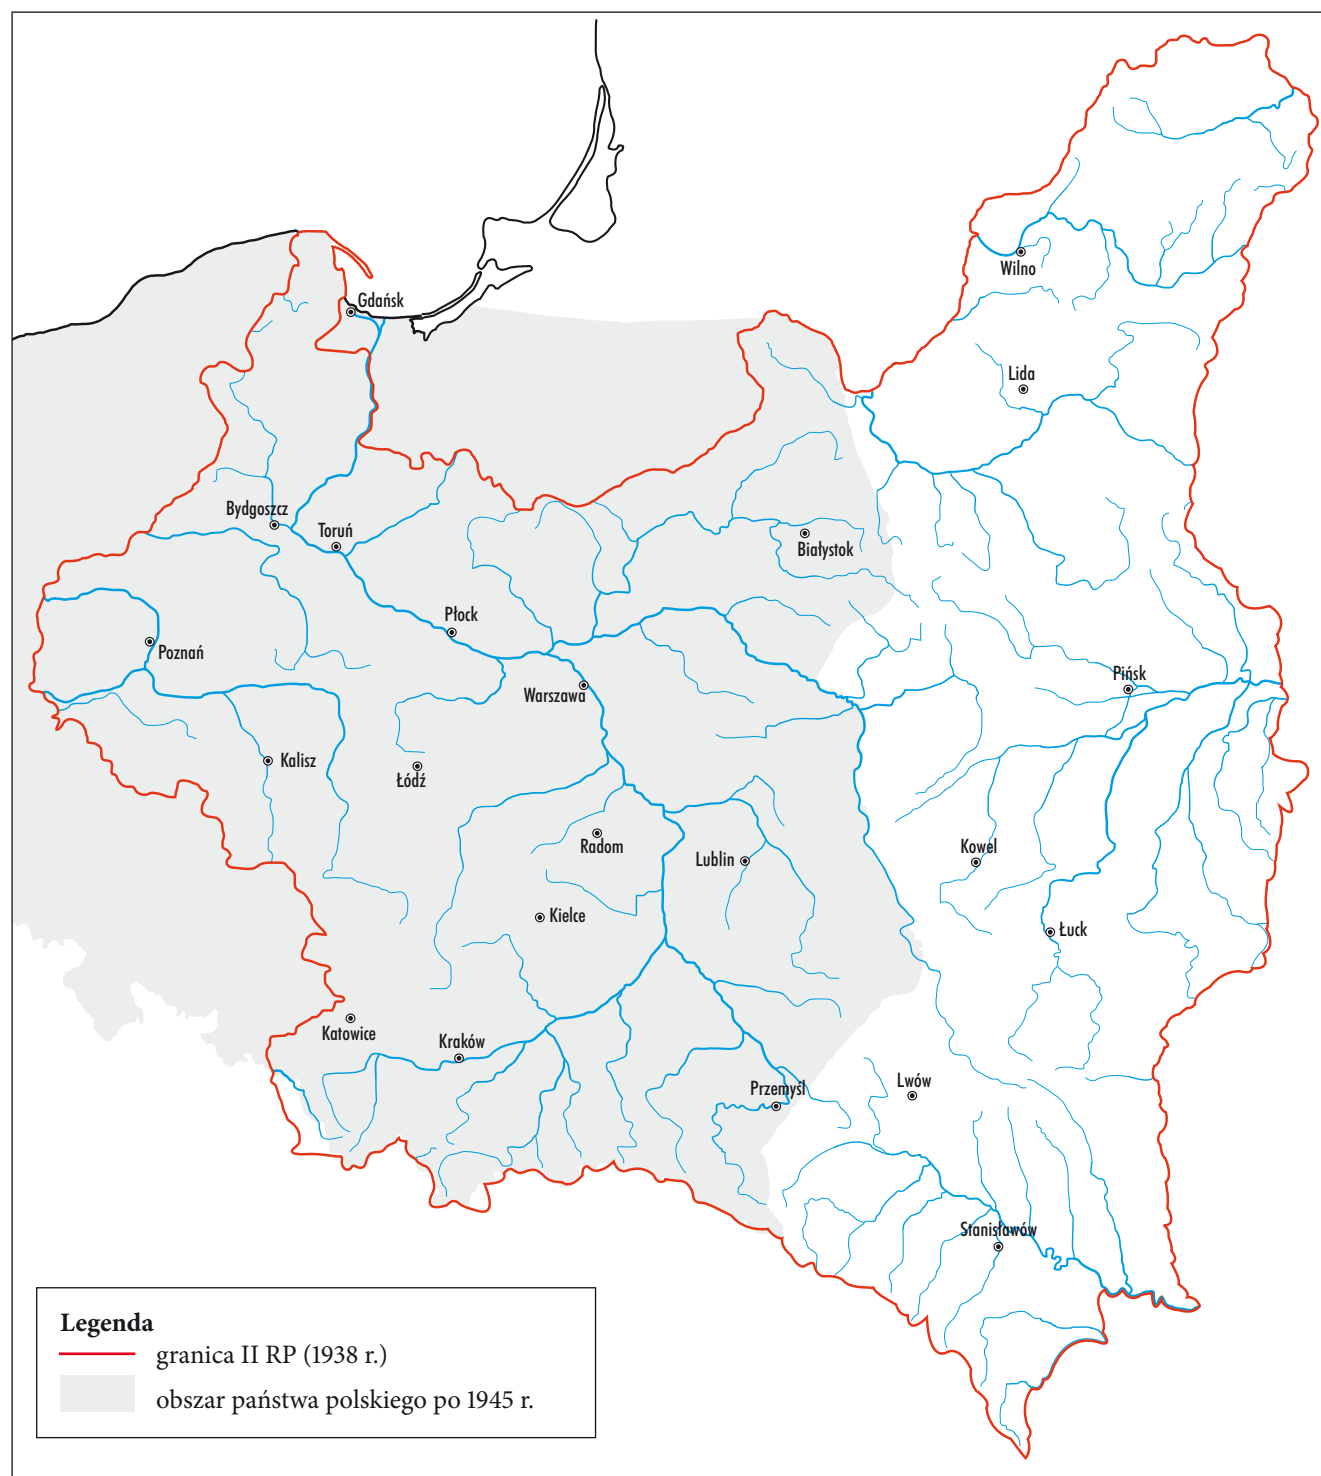 Wilno
Gdańsk
Lida
Bydgoszcz
Toruń
Białystok
Płock
Poznań
Pińsk
Warszawa
Kalisz
Łódź
Radom
Lublin
Kowel
Kielce
Łuck
Katowice
Kraków
Przemyśl
Lwów
Stanisławów
Legenda
granica II RP (1938 r.)
obszar państwa polskiego po 1945 r.